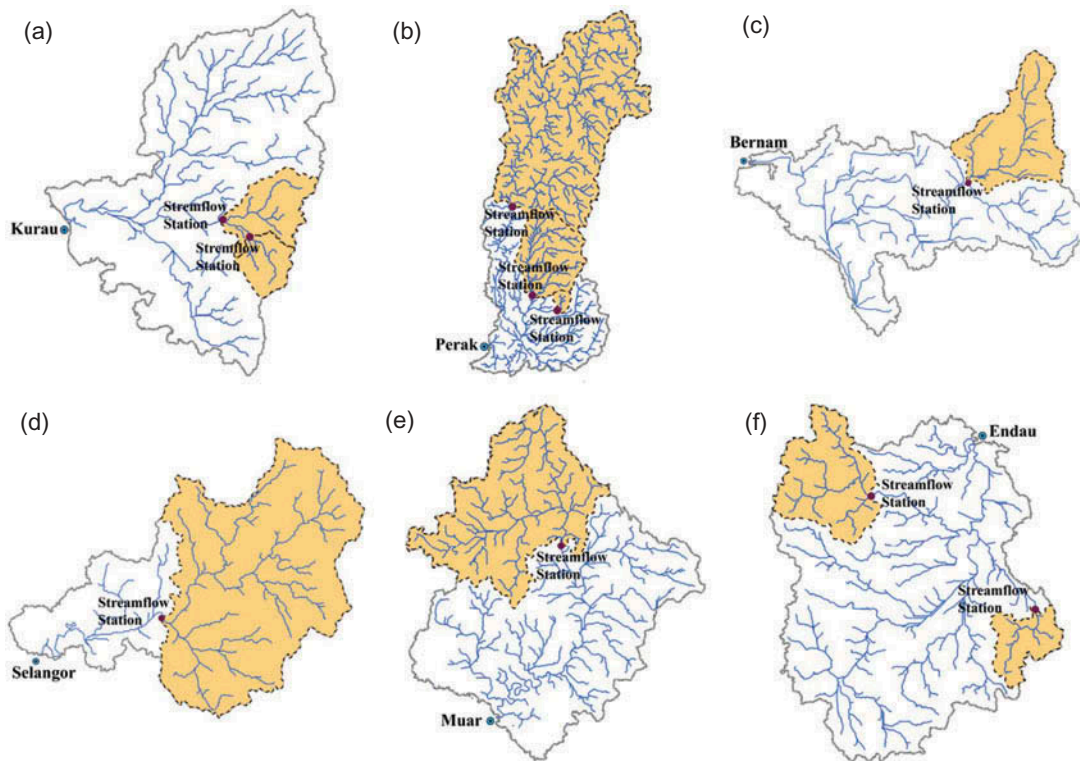 (a)
Stremflow
Station
Kurau
Stremflow
Station
(b)
Streamflow
Station
Streamflow
Station
Streamflow
Station
Perak
(c)
Bernam
Streamflow
Station
(d)
Streamflow
Station
Selangor
(e)
Streamflow
Station
Muar
(f)
Endau
Streamflow
Station
Streamflow
Station